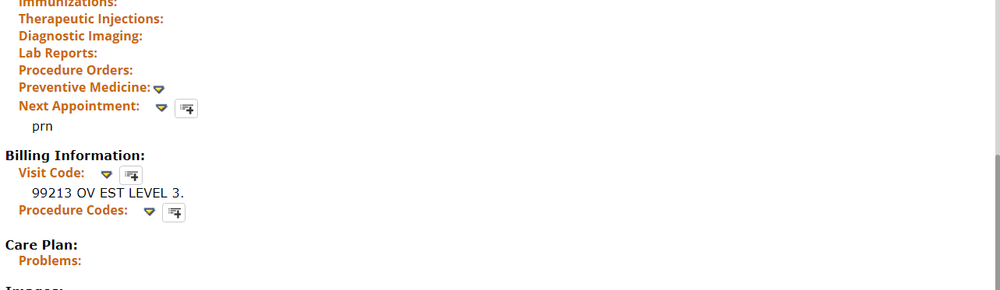 Immunizations:
Therapeutic Injections:
Diagnostic Imaging:
Lab Reports:
Procedure Orders:
Preventive Medicine:
Next Appointment:
prn
Billing Information:
Visit Code:
99213 OV EST LEVEL 3.
Procedure Codes:
Care Plan:
Problems:
Images: